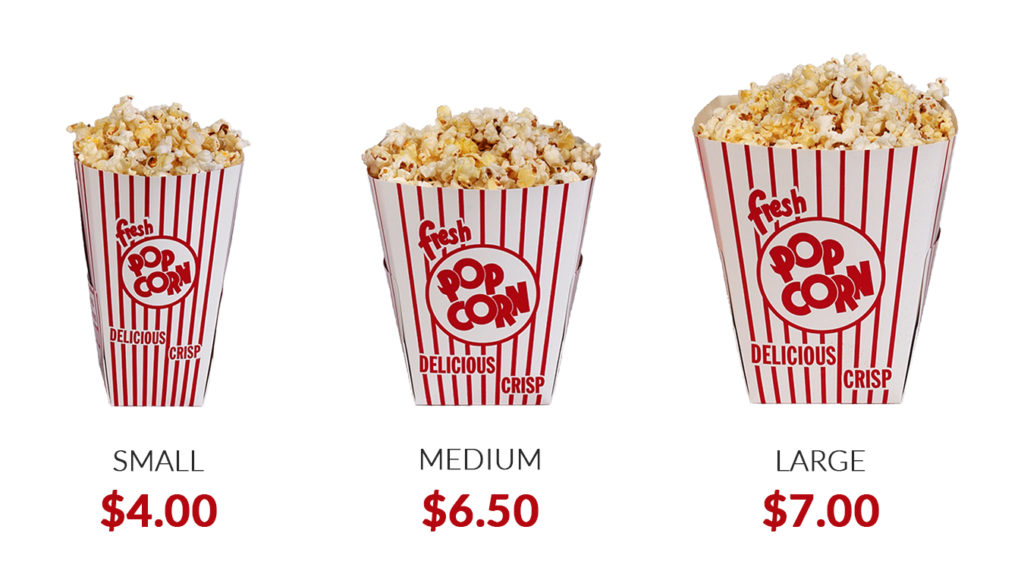 fresh
POP
CORN
DELICIOUS
CRISP
fresh
POP
CORN
DELICIOUS
CRISP
fresh
POP
CORN
DELICIOUS
CRISP
SMALL
MEDIUM
LARGE
$4.00
$6.50
$7.00